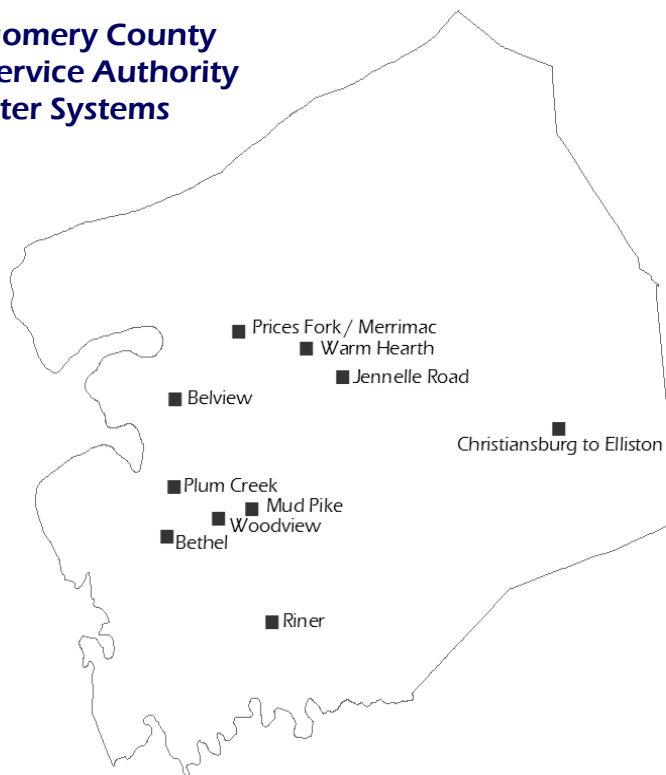 gomery County
ervice Authority
ter Systems
Prices Fork / Merrimac
Warm Hearth
Jennelle Road
Belview
Christiansburg to Elliston
Plum Creek
Mud Pike
Woodview
Bethel
Riner